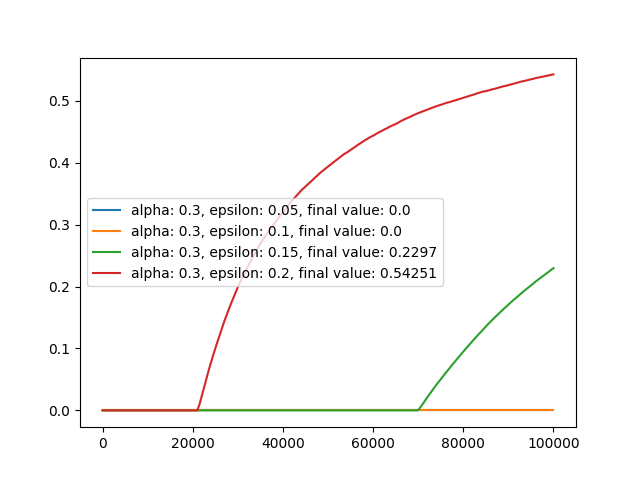 0.5
0.4
0.3
0.2
0.1
0.0
alpha: 0.3, epsilon: 0.05, final value: 0.0
alpha: 0.3, epsilon: 0.1, final value: 0.0
alpha: 0.3, epsilon: 0.15, final value: 0.2297
alpha: 0.3, epsilon: 0.2, final value: 0.54251
0 20000 40000 60000 80000 100000